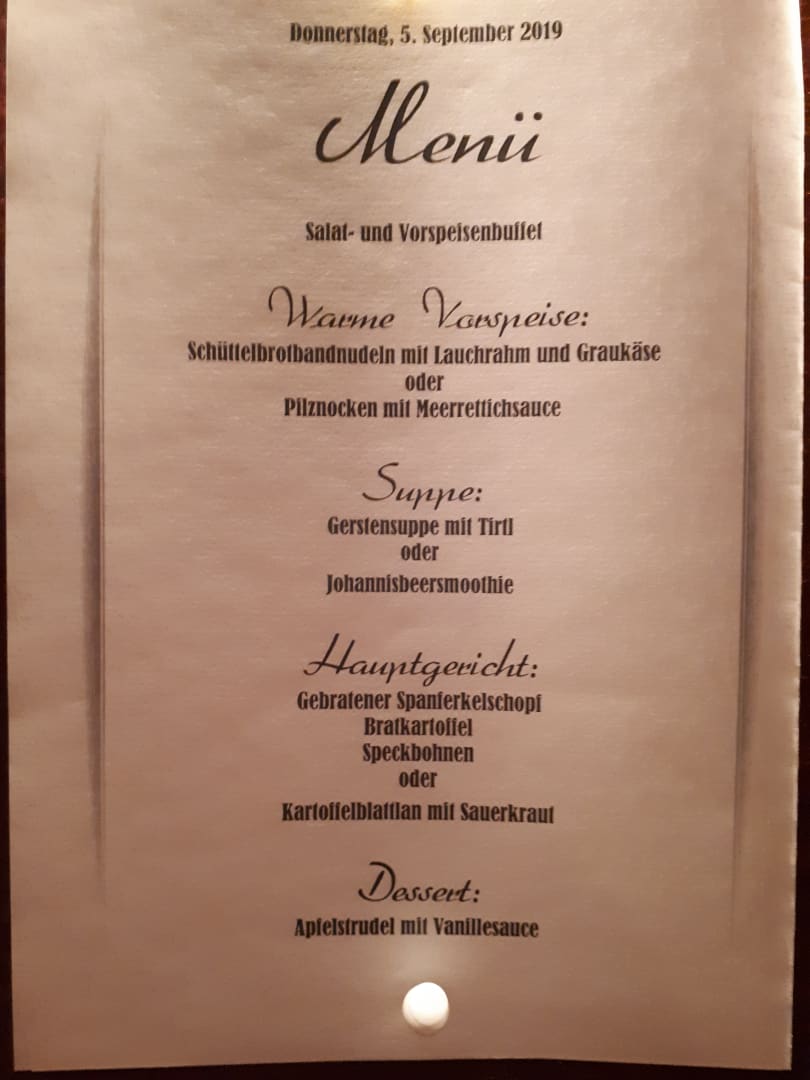 Donnerstag, 5. September 2019
Menü
Salat- und Vorspeisenbuffet
Warme Vorspeise:
Schüttelbrotbandnudeln mit Lauchrahm und Graukäse
oder
Pilznocken mit Meerrettichsauce
Suppe:
Gerstensuppe mit Tirtl
oder
Johannisbeersmoothie
Hauptgericht:
Gebratener Spanferkelschopf
Bratkartoffel
Speckbohnen
oder
Kartoffelblattlan mit Sauerkraut
Dessert:
Apfelstrudel mit Vanillesauce